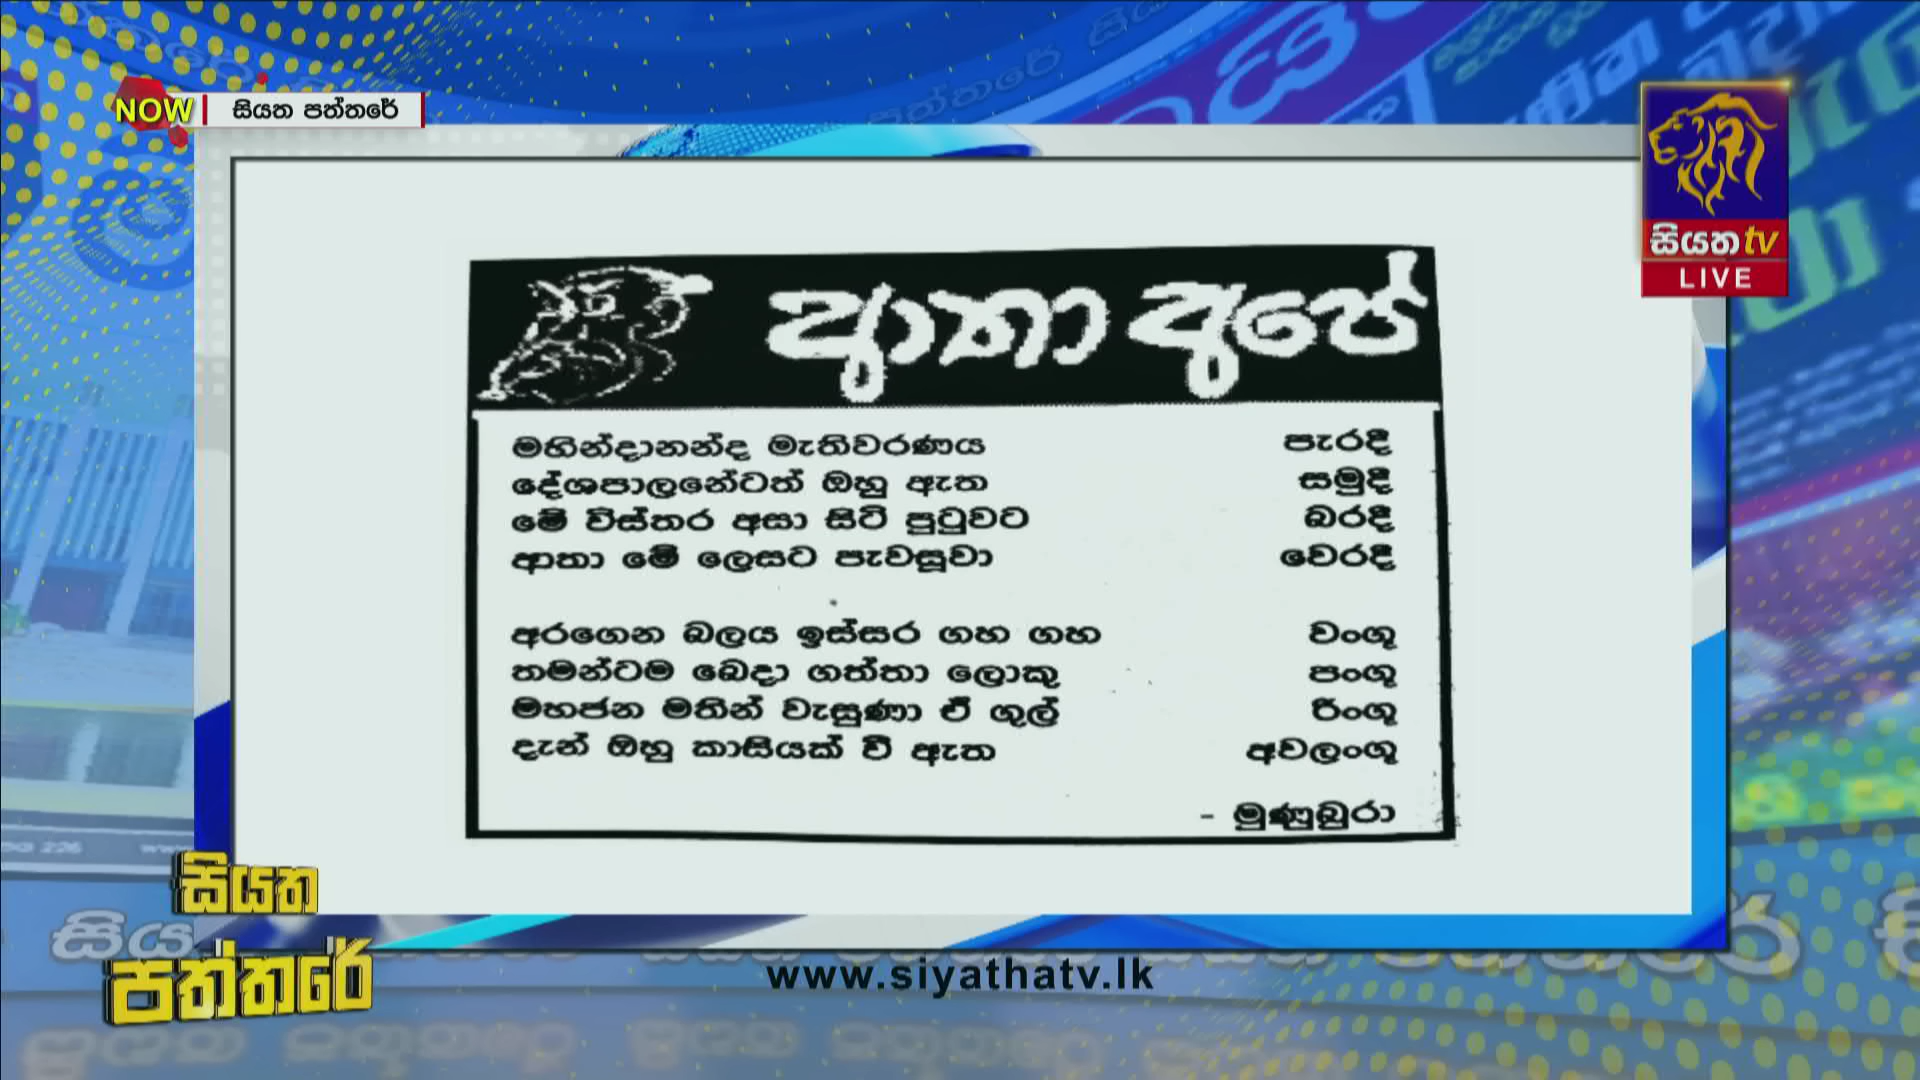 NOW සියත පත්තරේ
සියත tv
LIVE
ආතා අපේ
මහින්දානන්ද මැතිවරණය පැරදී
දේශපාලනේටත් ඔහු ඇත සමුදී
මේ විස්තර අසා සිටි පුටුවට බරදී
ආතා මේ ලෙසට පැවසූවා වෙරදී
අරගෙන බලය ඉස්සර ගහ ගහ වංගූ
තමන්ටම බෙදා ගත්තා ලොකු පංගූ
මහජන මතින් වැසුණා ඒ ගුල් රිංගූ
දැන් ඔහු කාසියක් වී ඇත අවලංගූ
- මුණුබුරා
සියත
පත්තරේ
www.siyathatv.lk